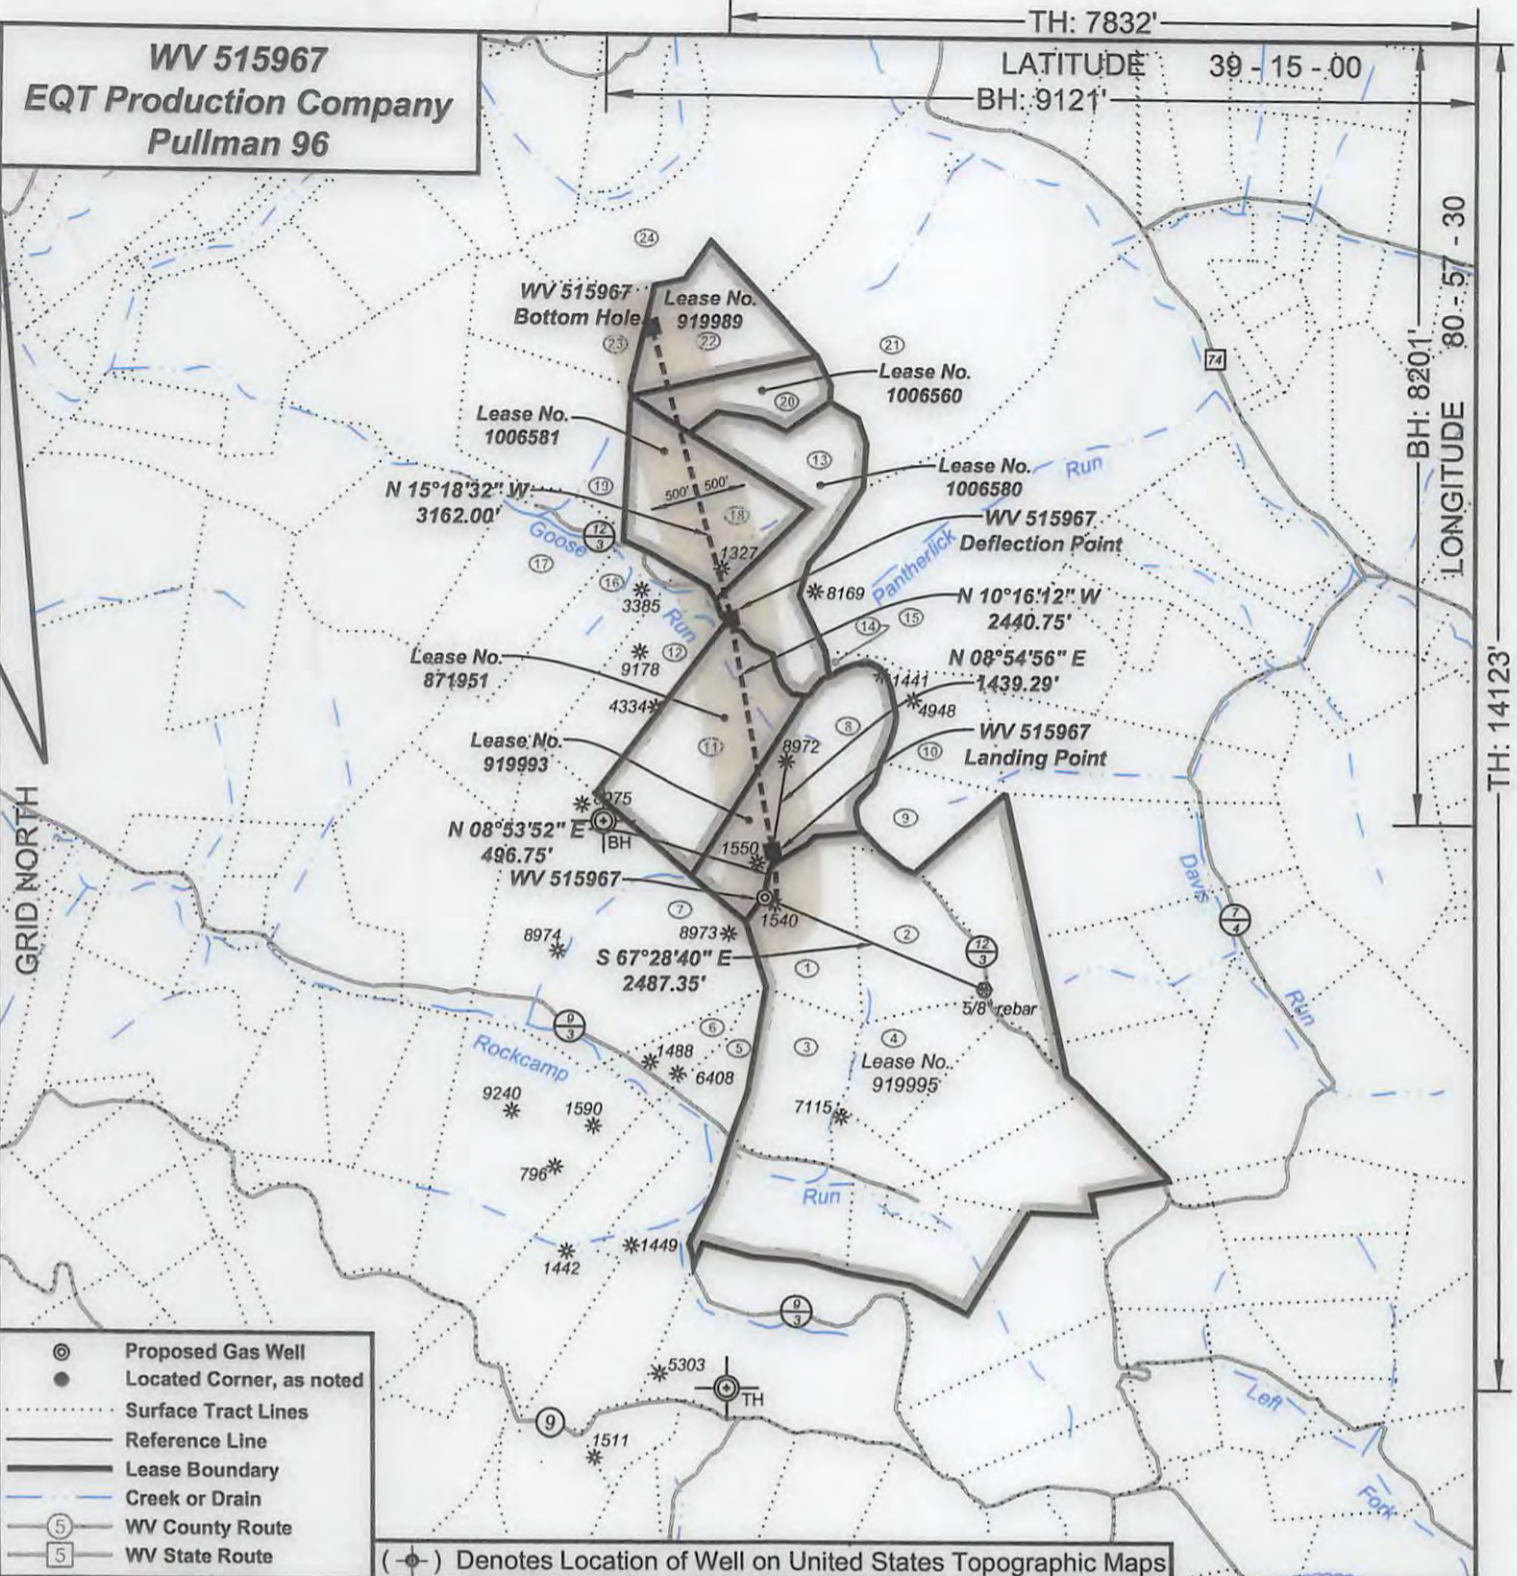 TH: 7832'
WV 515967
EQT Production Company
Pullman 96
LATITUDE 39 - 15 - 00
BH: 9121'
BH: 8201'
LONGITUDE 80 - 57 - 30
TH: 14123'
24
WV 515967
Bottom Hole
Lease No.
919989
23
22
21
74
Lease No.
1006560
20
Lease No.
1006581
13
Lease No.
1006580
Run
19
500' 500'
18
N 15°18'32" W
3162.00'
12
3
Goose
Run
17
16
1327
3385
WV 515967
Deflection Point
Pantherlick
8169
N 10°16'12" W
2440.75'
14
15
9178
12
Lease No.
871951
4334
N 08°54'56" E
1439.29'
1441
4948
8
10
WV 515967
Landing Point
11
8972
Lease No.
919993
GRID NORTH
BH
N 08°53'52" E
496.75'
1550
9
WV 515967
1540
7
8973
8974
2
12
3
Davis
Run
7
4
S 67°28'40" E
2487.35'
1
5/8" rebar
9
3
Rockcamp
6
5
3
4
Lease No.
919995
1488
6408
9240
1590
7115
796
Run
1449
1442
9
3
5303
TH
9
1511
Left
Fork
Proposed Gas Well
Located Corner, as noted
Surface Tract Lines
Reference Line
Lease Boundary
Creek or Drain
5 WV County Route
5 WV State Route
( ) Denotes Location of Well on United States Topographic Maps